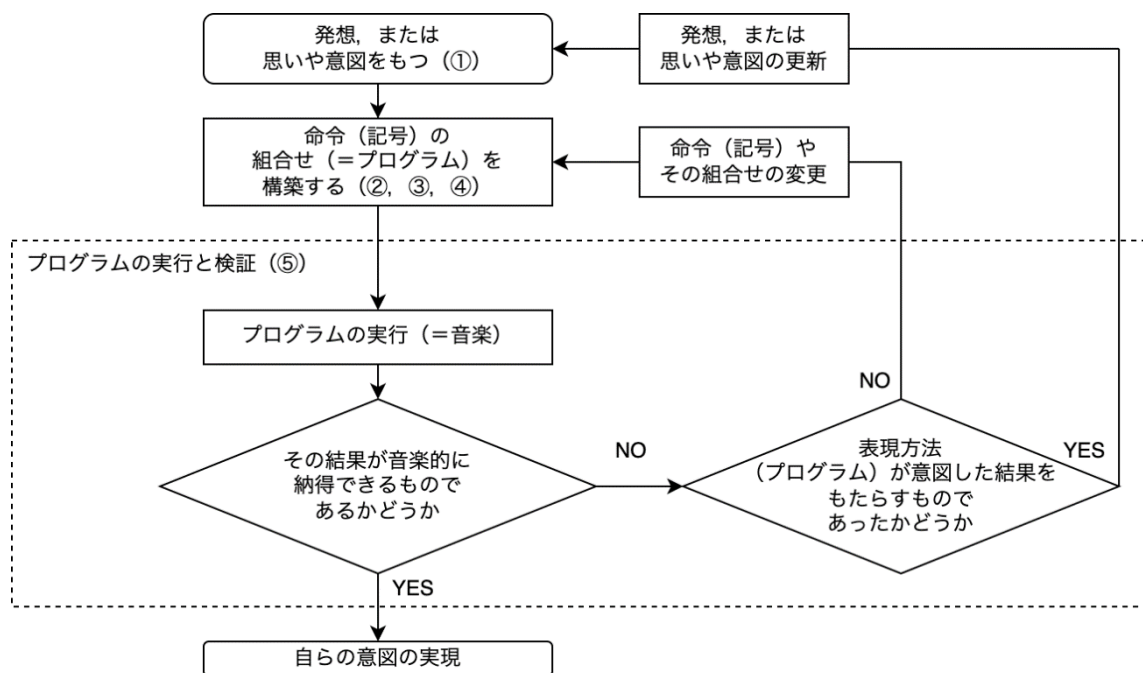 発想，または
思いや意図をもつ（①）
発想，または
思いや意図の更新
命令（記号）の
組合せ（＝プログラム）を
構築する（②，③，④）
命令（記号）や
その組合せの変更
プログラムの実行と検証（⑤）
プログラムの実行（＝音楽）
NO
その結果が音楽的に
納得できるもので
あるかどうか
NO
表現方法
（プログラム）が意図した結果を
もたらすもので
あったかどうか
YES
YES
自らの意図の実現